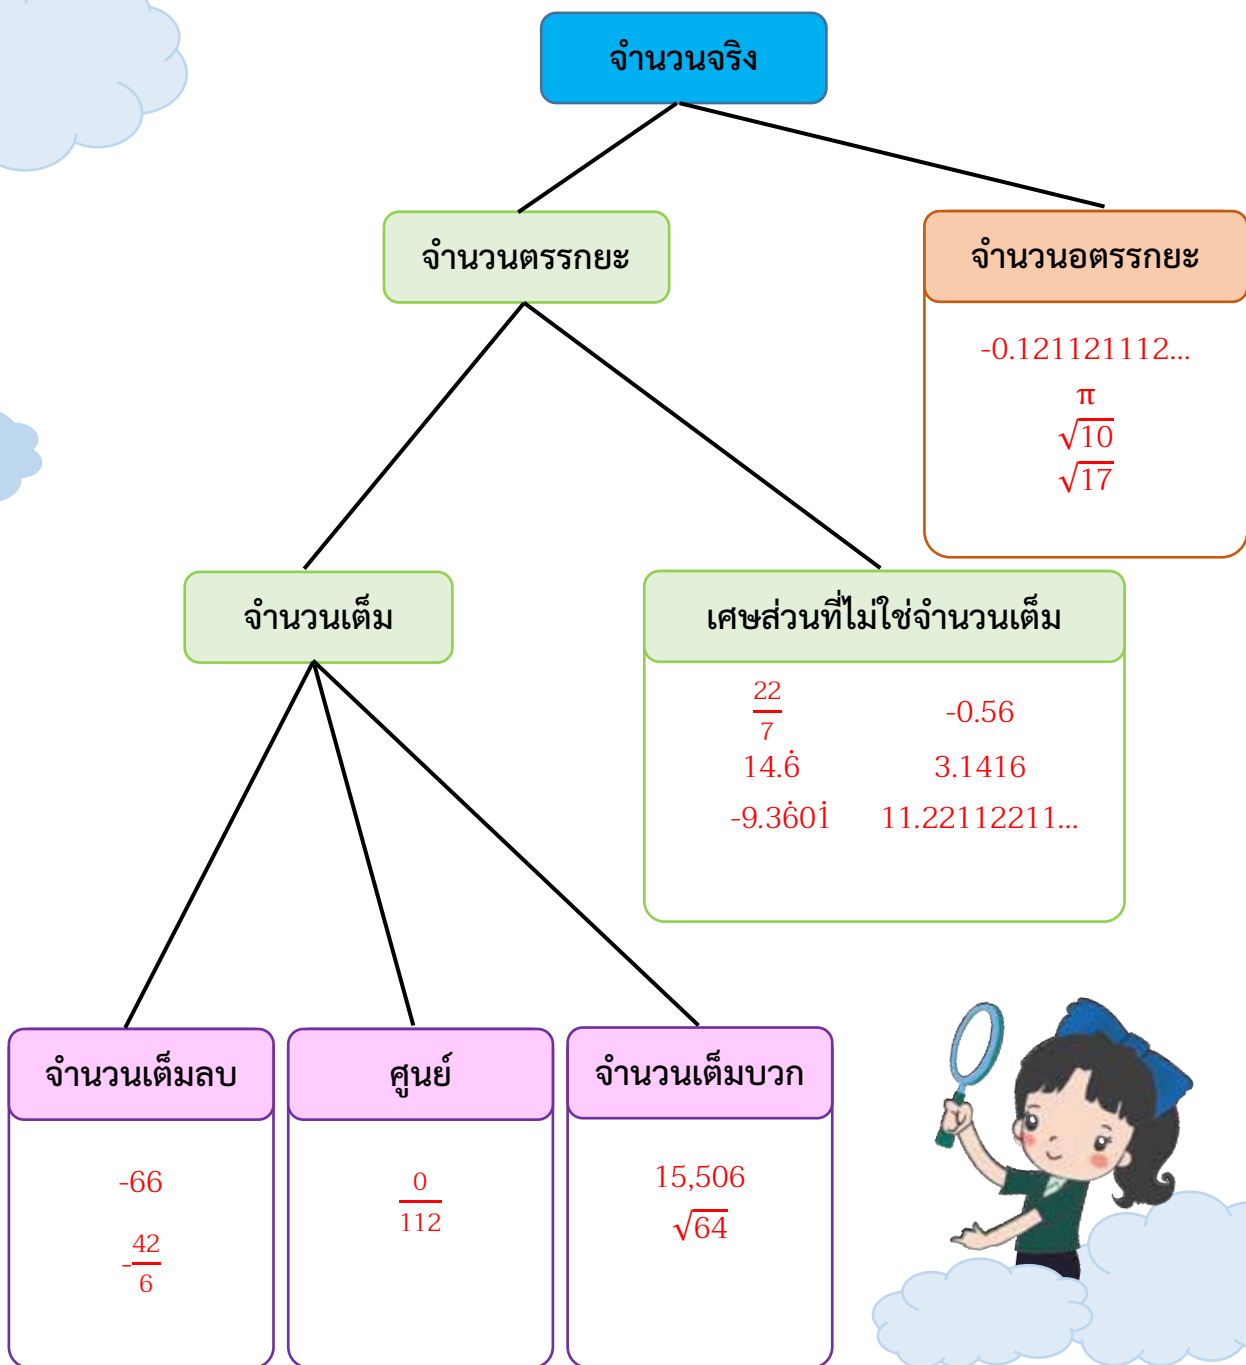 จำนวนจริง
จำนวนตรรกยะ
จำนวนอตรรกยะ
-0.121121112...
π
√10
√17
จำนวนเต็ม
เศษส่วนที่ไม่ใช่จำนวนเต็ม
22/7 -0.56
14.6̇ 3.1416
-9.36̇01̇ 11.22112211...
จำนวนเต็มลบ
-66
-42/6
ศูนย์
0/112
จำนวนเต็มบวก
15,506
√64